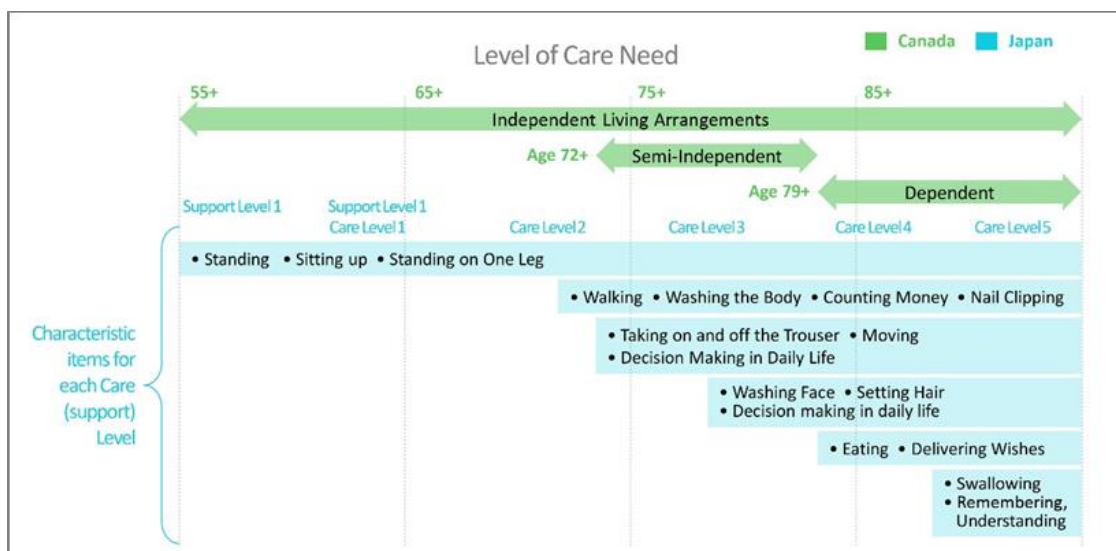 Canada
Japan
Level of Care Need
55+
65+
75+
85+
Independent Living Arrangements
Age 72+
Semi-Independent
Age 79+
Dependent
Support Level 1
Support Level 1
Care Level 1
Care Level 2
Care Level 3
Care Level 4
Care Level 5
• Standing • Sitting up • Standing on One Leg
• Walking • Washing the Body • Counting Money • Nail Clipping
• Taking on and off the Trouser • Moving
• Decision Making in Daily Life
• Washing Face • Setting Hair
• Decision making in daily life
• Eating • Delivering Wishes
• Swallowing
• Remembering,
Understanding
Characteristic
items for
each Care
(support)
Level